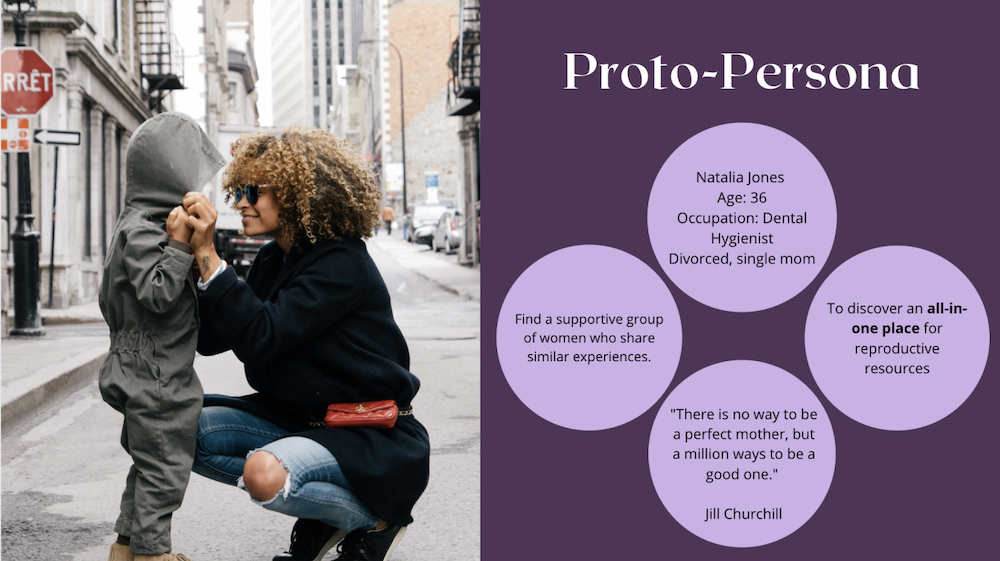 ARRÊT
Proto-Persona
Natalia Jones
Age: 36
Occupation: Dental
Hygienist
Divorced, single mom
Find a supportive group
of women who share
similar experiences.
To discover an all-in-
one place for
reproductive
resources
"There is no way to be
a perfect mother, but
a million ways to be a
good one."
Jill Churchill